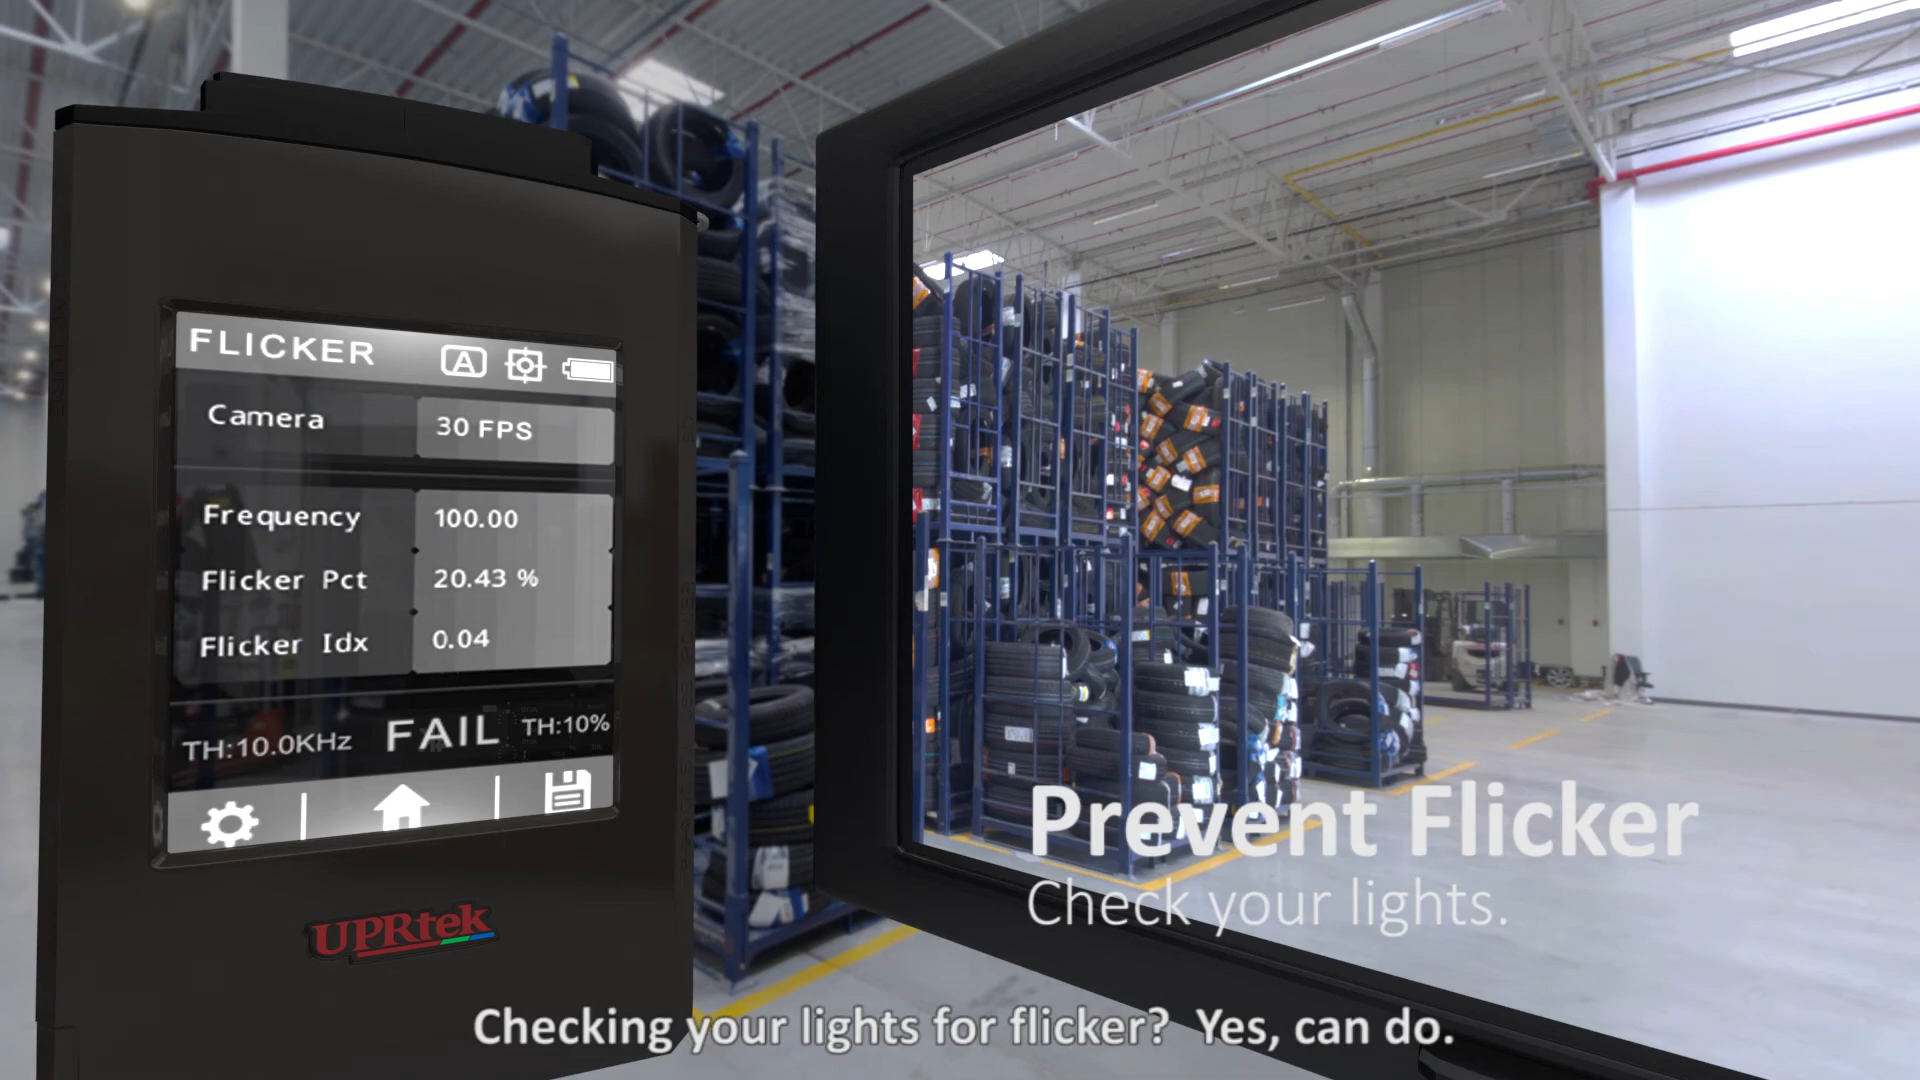 FLICKER
A
Camera 30 FPS
Frequency 100.00
Flicker Pct 20.43 %
Flicker Idx 0.04
TH:10.0KHz FAIL TH:10%
UPRtek
Prevent Flicker
Check your lights.
Checking your lights for flicker?  Yes, can do.